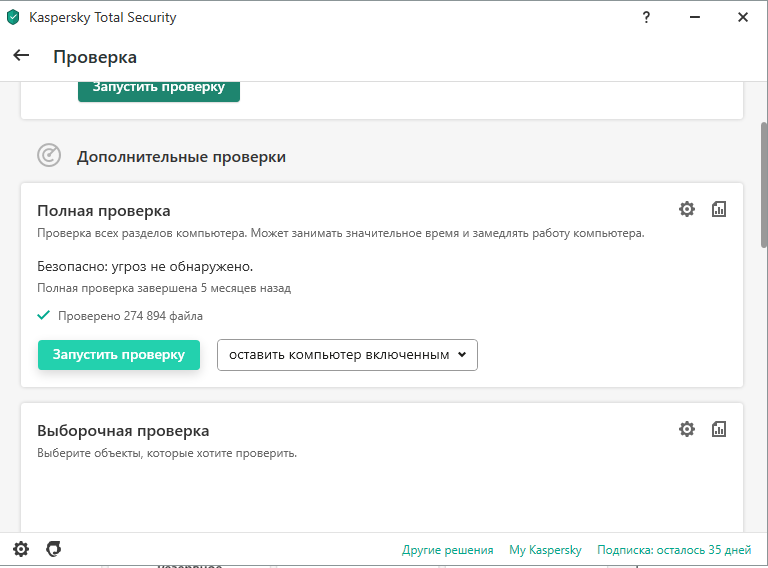 Kaspersky Total Security
?
Проверка
Запустить проверку
Дополнительные проверки
Полная проверка
Проверка всех разделов компьютера. Может занимать значительное время и замедлять работу компьютера.
Безопасно: угроз не обнаружено.
Полная проверка завершена 5 месяцев назад
Проверено 274 894 файла
Запустить проверку
оставить компьютер включенным
Выборочная проверка
Выберите объекты, которые хотите проверить.
Другие решения My Kaspersky Подписка: осталось 35 дней